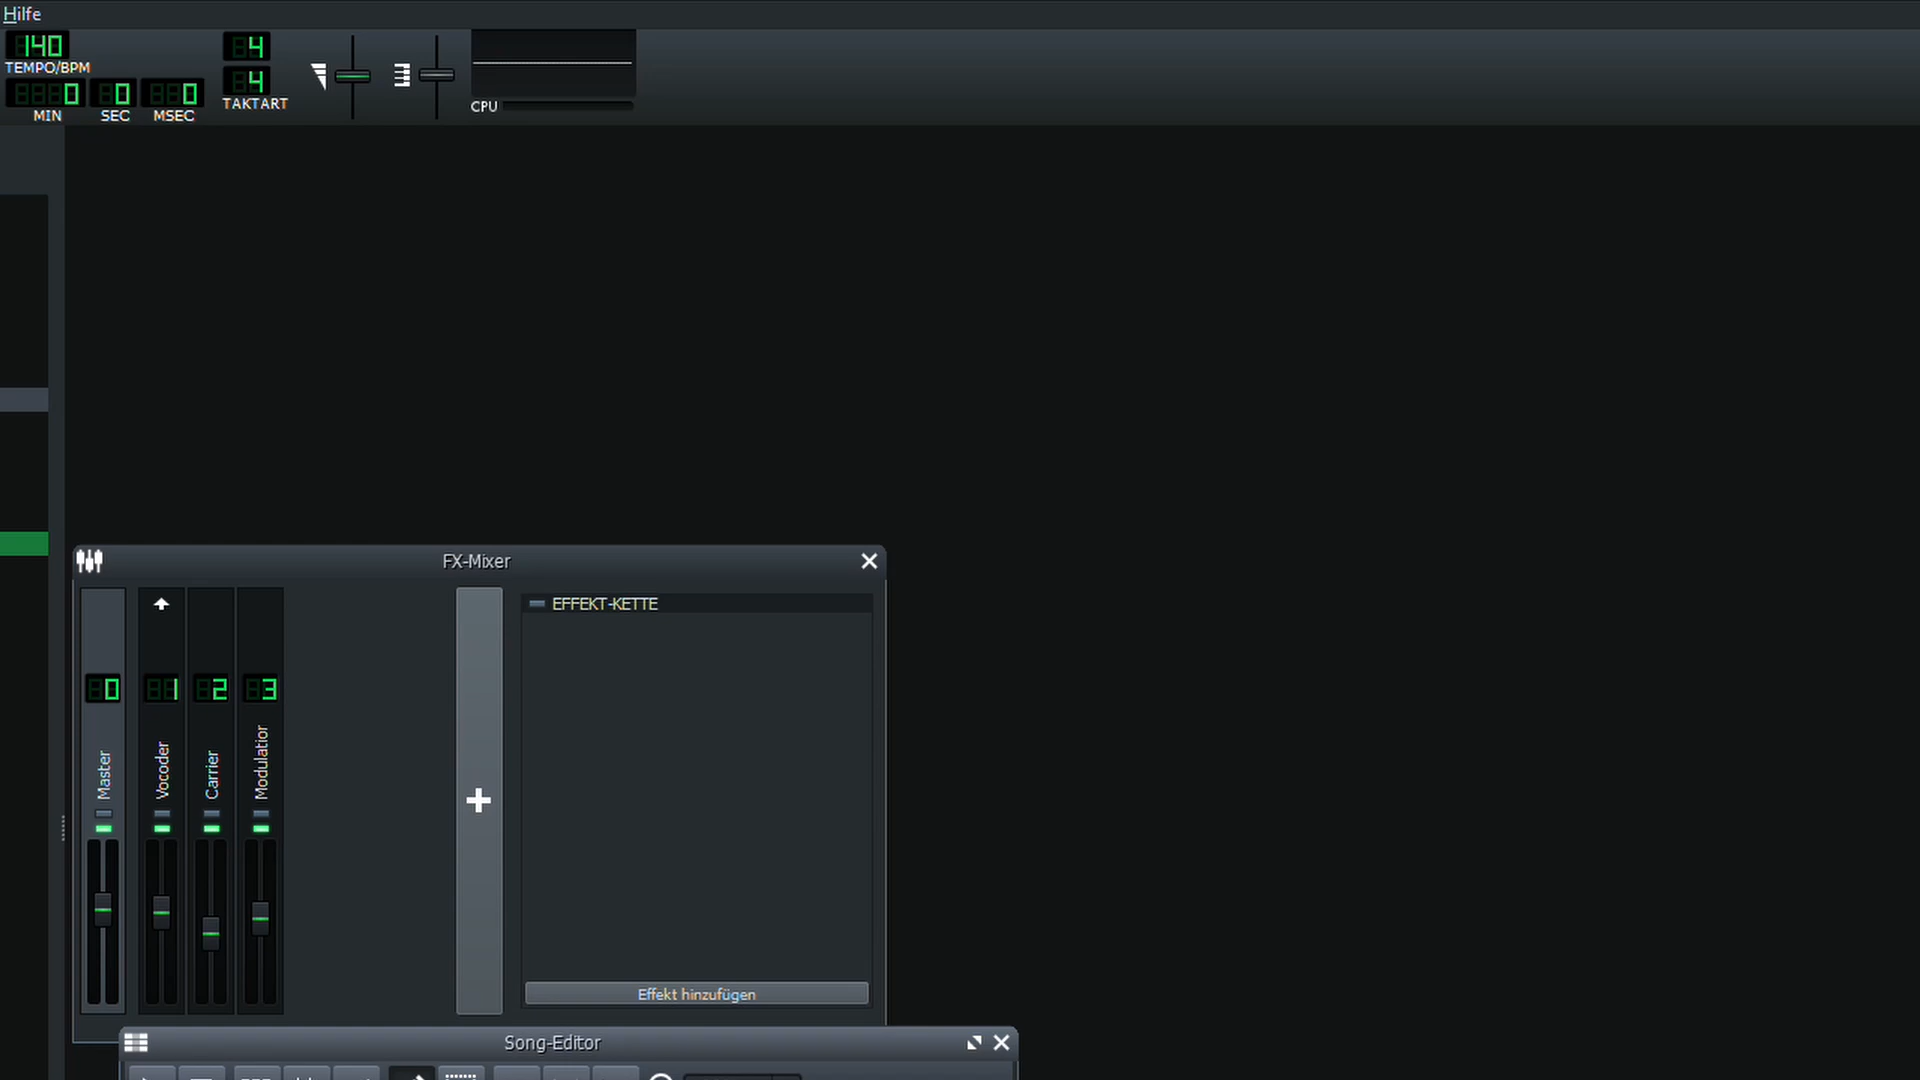 Hilfe
140
TEMPO/BPM
0 0 0
MIN SEC MSEC
4
4
TAKTART
CPU
FX-Mixer
EFFEKT-KETTE
0 1 2 3
Master Vocoder Carrier Modulatior
Effekt hinzufügen
Song-Editor